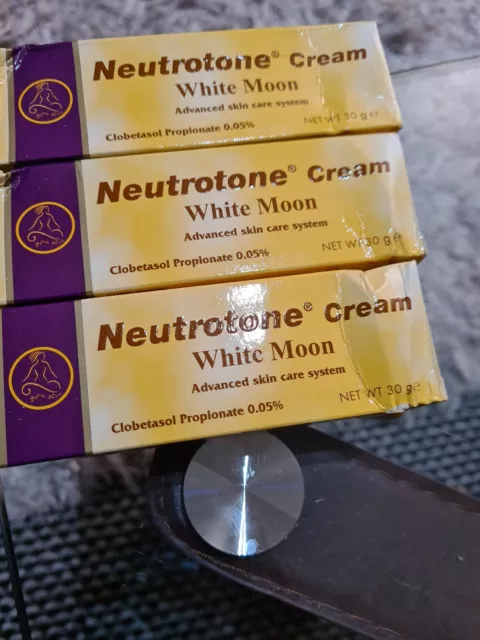 Neutrotone® Cream
White Moon
Advanced skin care system
Clobetasol Propionate 0.05%
NET WT 30 g e
Neutrotone® Cream
White Moon
Advanced skin care system
Clobetasol Propionate 0.05%
NET WT 30 g e
Neutrotone® Cream
White Moon
Advanced skin care system
Clobetasol Propionate 0.05%
NET WT 30 g e